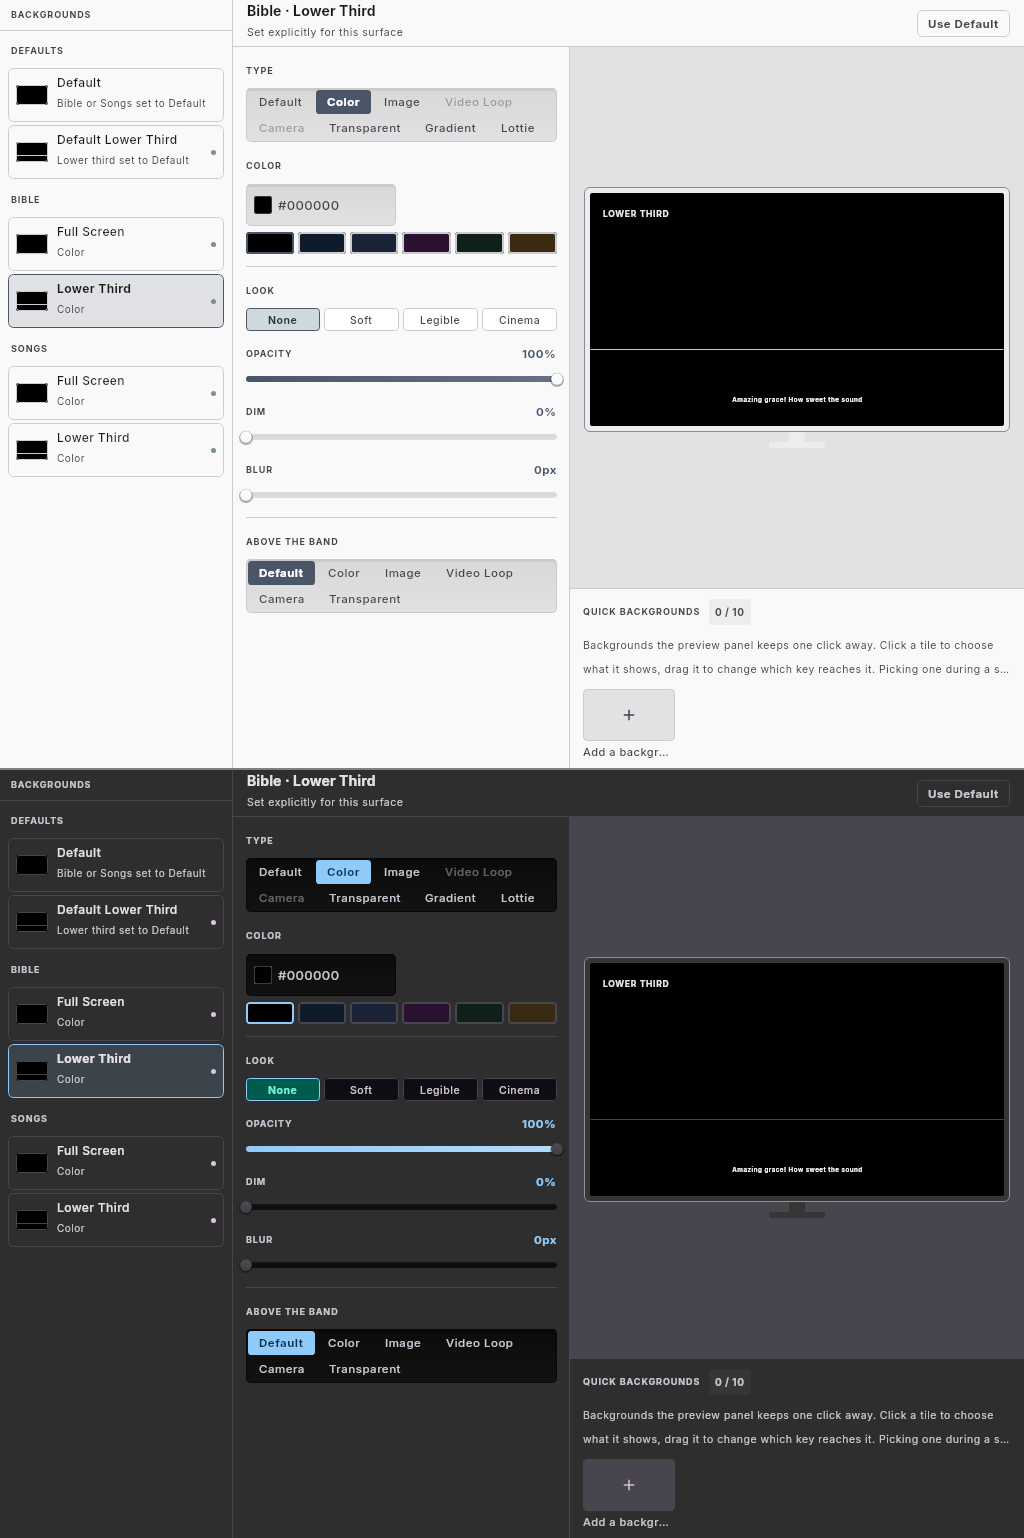 BACKGROUNDS
DEFAULTS
Default
Bible or Songs set to Default
Default Lower Third
Lower third set to Default
BIBLE
Full Screen
Color
Lower Third
Color
SONGS
Full Screen
Color
Lower Third
Color
Bible · Lower Third
Set explicitly for this surface
Use Default
TYPE
Default Color Image Video Loop
Camera Transparent Gradient Lottie
COLOR
#000000
LOOK
None Soft Legible Cinema
OPACITY 100%
DIM 0%
BLUR 0px
ABOVE THE BAND
Default Color Image Video Loop
Camera Transparent
LOWER THIRD
Amazing grace! How sweet the sound
QUICK BACKGROUNDS 0 / 10
Backgrounds the preview panel keeps one click away. Click a tile to choose
what it shows, drag it to change which key reaches it. Picking one during a s...
+
Add a backgr...
BACKGROUNDS
DEFAULTS
Default
Bible or Songs set to Default
Default Lower Third
Lower third set to Default
BIBLE
Full Screen
Color
Lower Third
Color
SONGS
Full Screen
Color
Lower Third
Color
Bible · Lower Third
Set explicitly for this surface
Use Default
TYPE
Default Color Image Video Loop
Camera Transparent Gradient Lottie
COLOR
#000000
LOOK
None Soft Legible Cinema
OPACITY 100%
DIM 0%
BLUR 0px
ABOVE THE BAND
Default Color Image Video Loop
Camera Transparent
LOWER THIRD
Amazing grace! How sweet the sound
QUICK BACKGROUNDS 0 / 10
Backgrounds the preview panel keeps one click away. Click a tile to choose
what it shows, drag it to change which key reaches it. Picking one during a s...
+
Add a backgr...